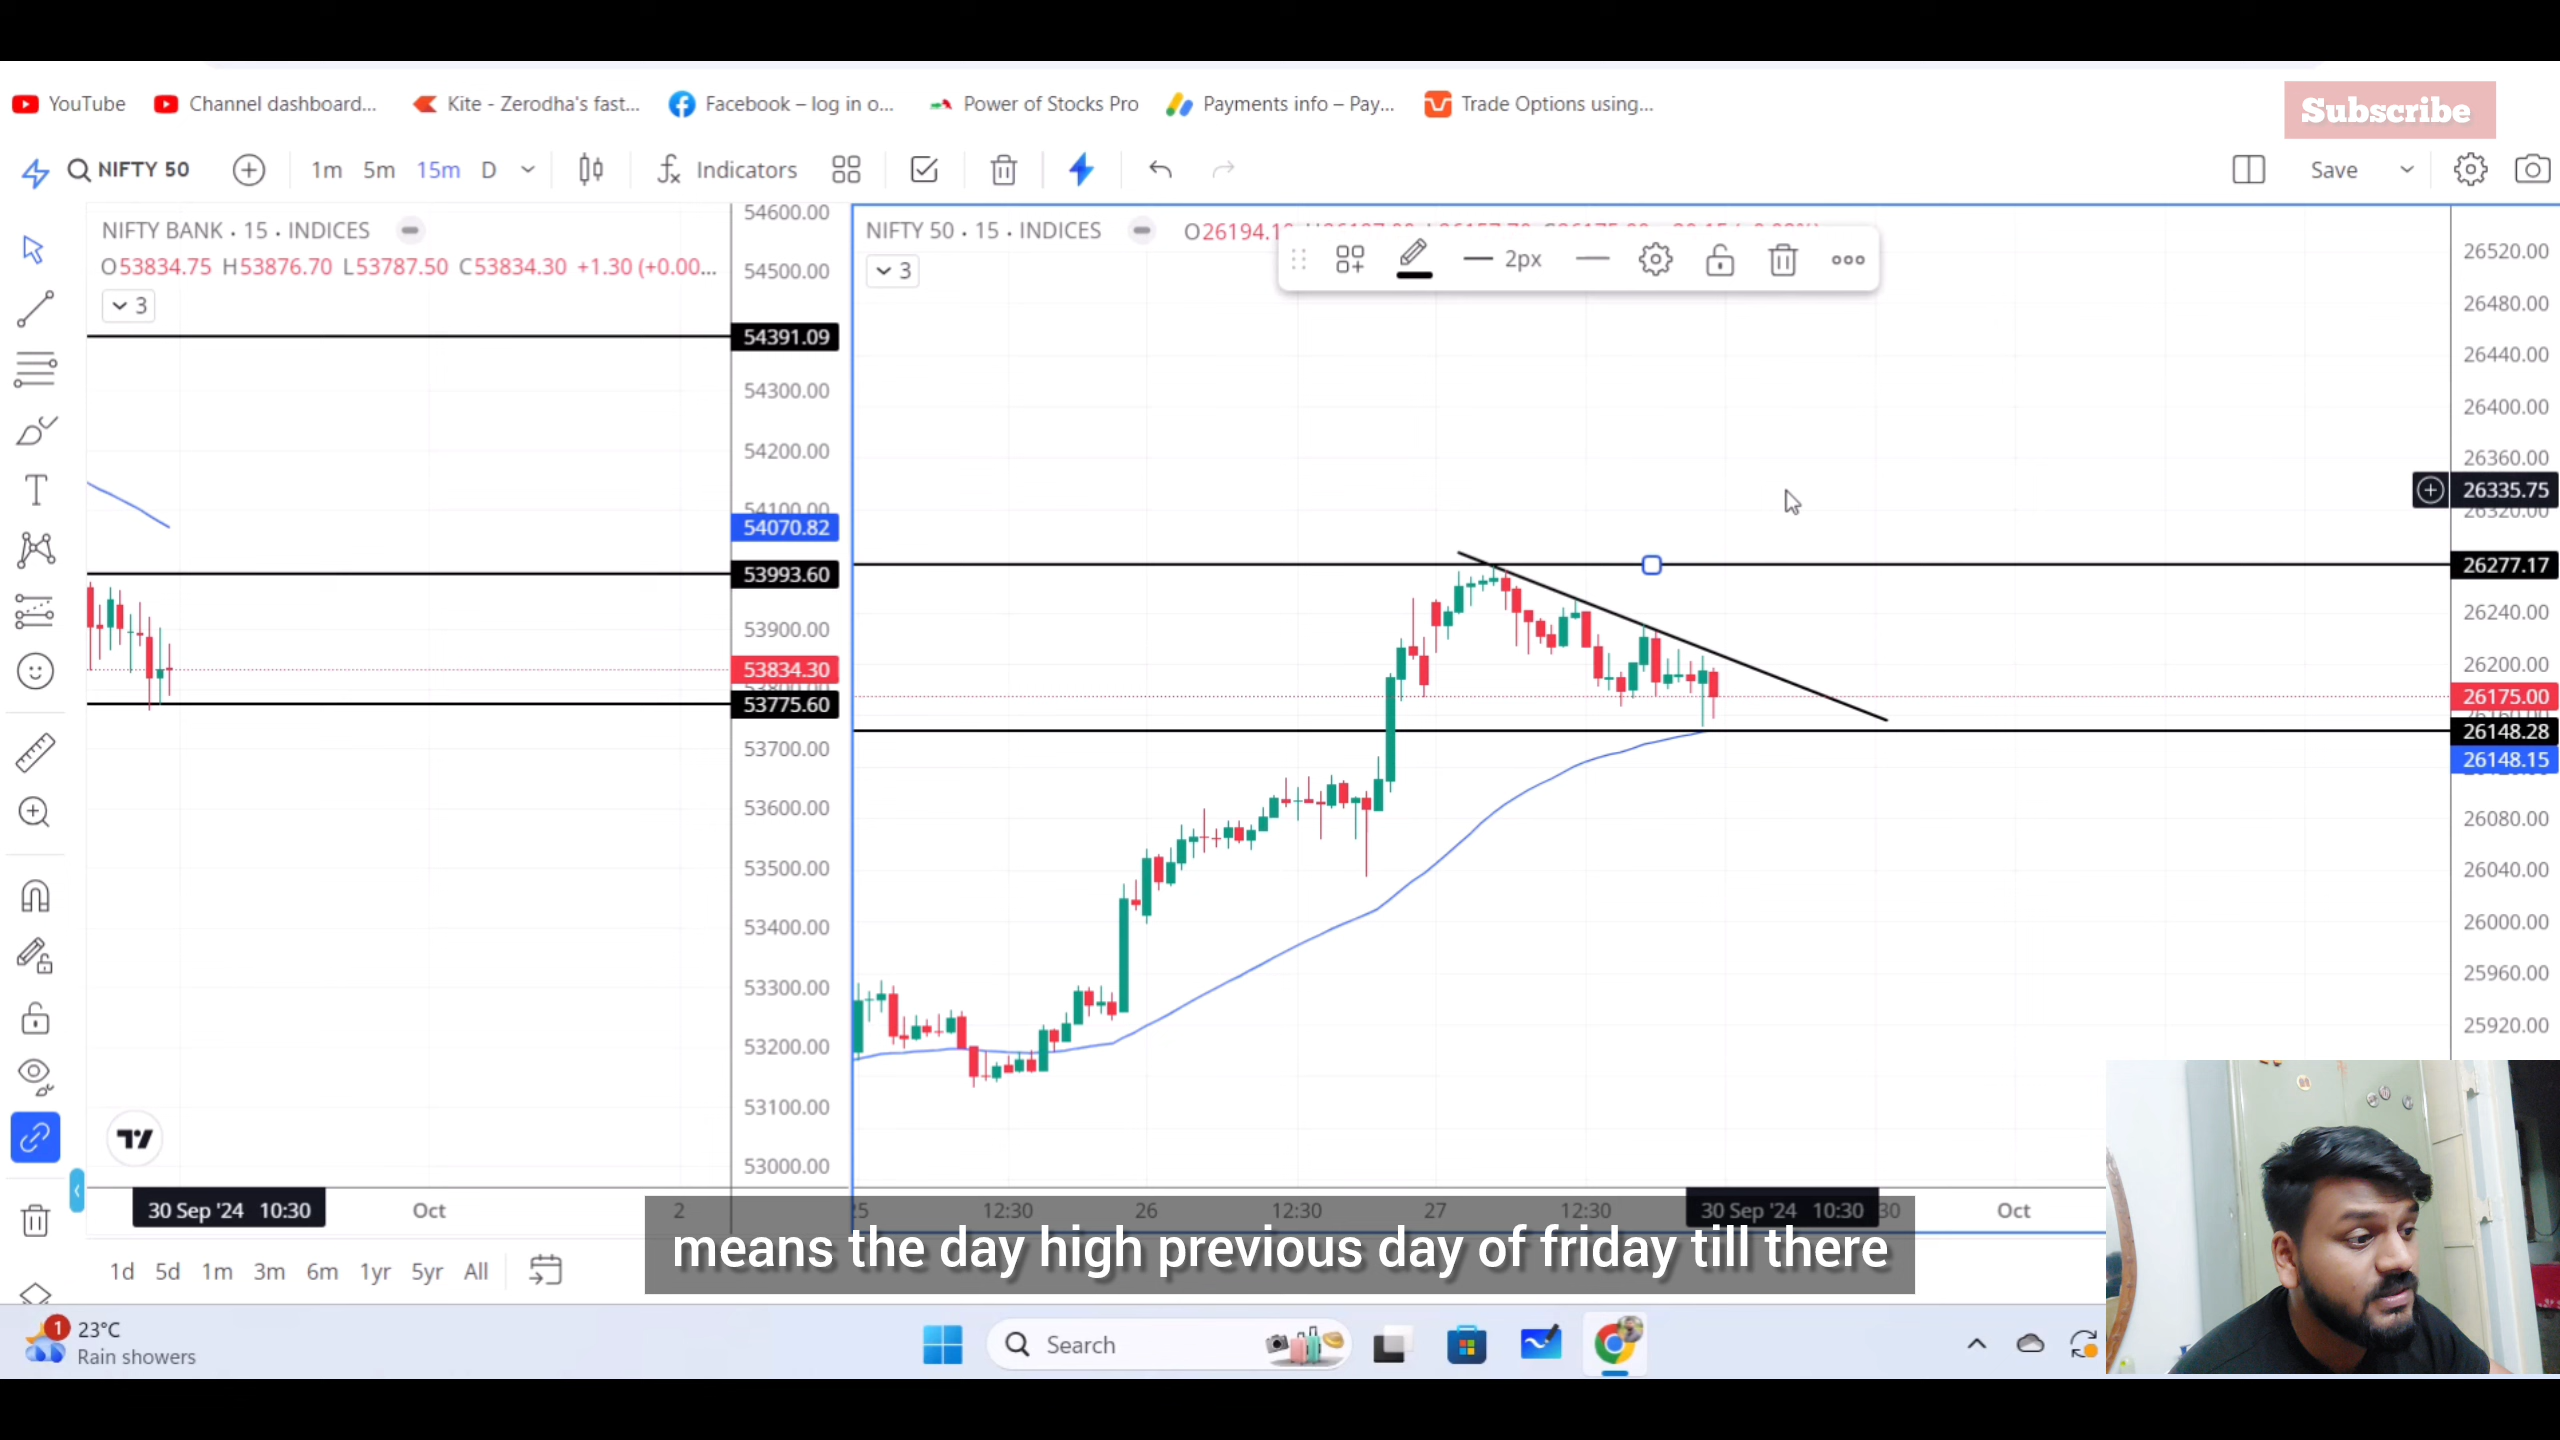 YouTube Channel dashboard... Kite - Zerodha's fast... Facebook – log in o... Power of Stocks Pro Payments info – Pay... Trade Options using...
Subscribe
NIFTY 50 1m 5m 15m D Indicators Save
NIFTY BANK · 15 · INDICES
O53834.75 H53876.70 L53787.50 C53834.30 +1.30 (+0.00...
3
54600.00
54500.00
54391.09
54300.00
54200.00
54100.00
54070.82
53993.60
53900.00
53834.30
53775.60
53700.00
53600.00
53500.00
53400.00
53300.00
53200.00
53100.00
53000.00
30 Sep '24 10:30 Oct 2
NIFTY 50 · 15 · INDICES
3
2px
26520.00
26480.00
26440.00
26400.00
26360.00
26335.75
26320.00
26277.17
26240.00
26200.00
26175.00
26148.28
26148.15
26080.00
26040.00
26000.00
25960.00
25920.00
12:30 26 12:30 27 12:30 30 Sep '24 10:30 Oct
means the day high previous day of friday till there
1d 5d 1m 3m 6m 1yr 5yr All
1
23°C
Rain showers
Search